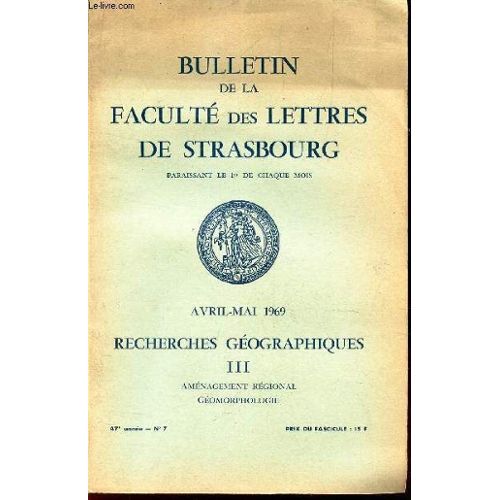 Le-livre.com
BULLETIN
DE LA
FACULTÉ DES LETTRES
DE STRASBOURG
PARAISSANT LE 1er DE CHAQUE MOIS
AVRIL-MAI 1969
RECHERCHES GÉOGRAPHIQUES
III
AMÉNAGEMENT RÉGIONAL
GÉOMORPHOLOGIE
47e année — N° 7 PRIX DU FASCICULE : 15 F